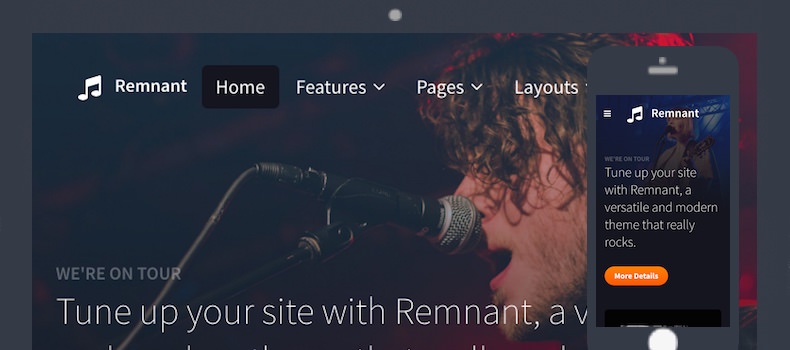 Remnant
Home
Features
Pages
Layouts
WE'RE ON TOUR
Tune up your site with Remnant, a v
Remnant
WE'RE ON TOUR
Tune up your site
with Remnant, a
versatile and modern
theme that really
rocks.
More Details